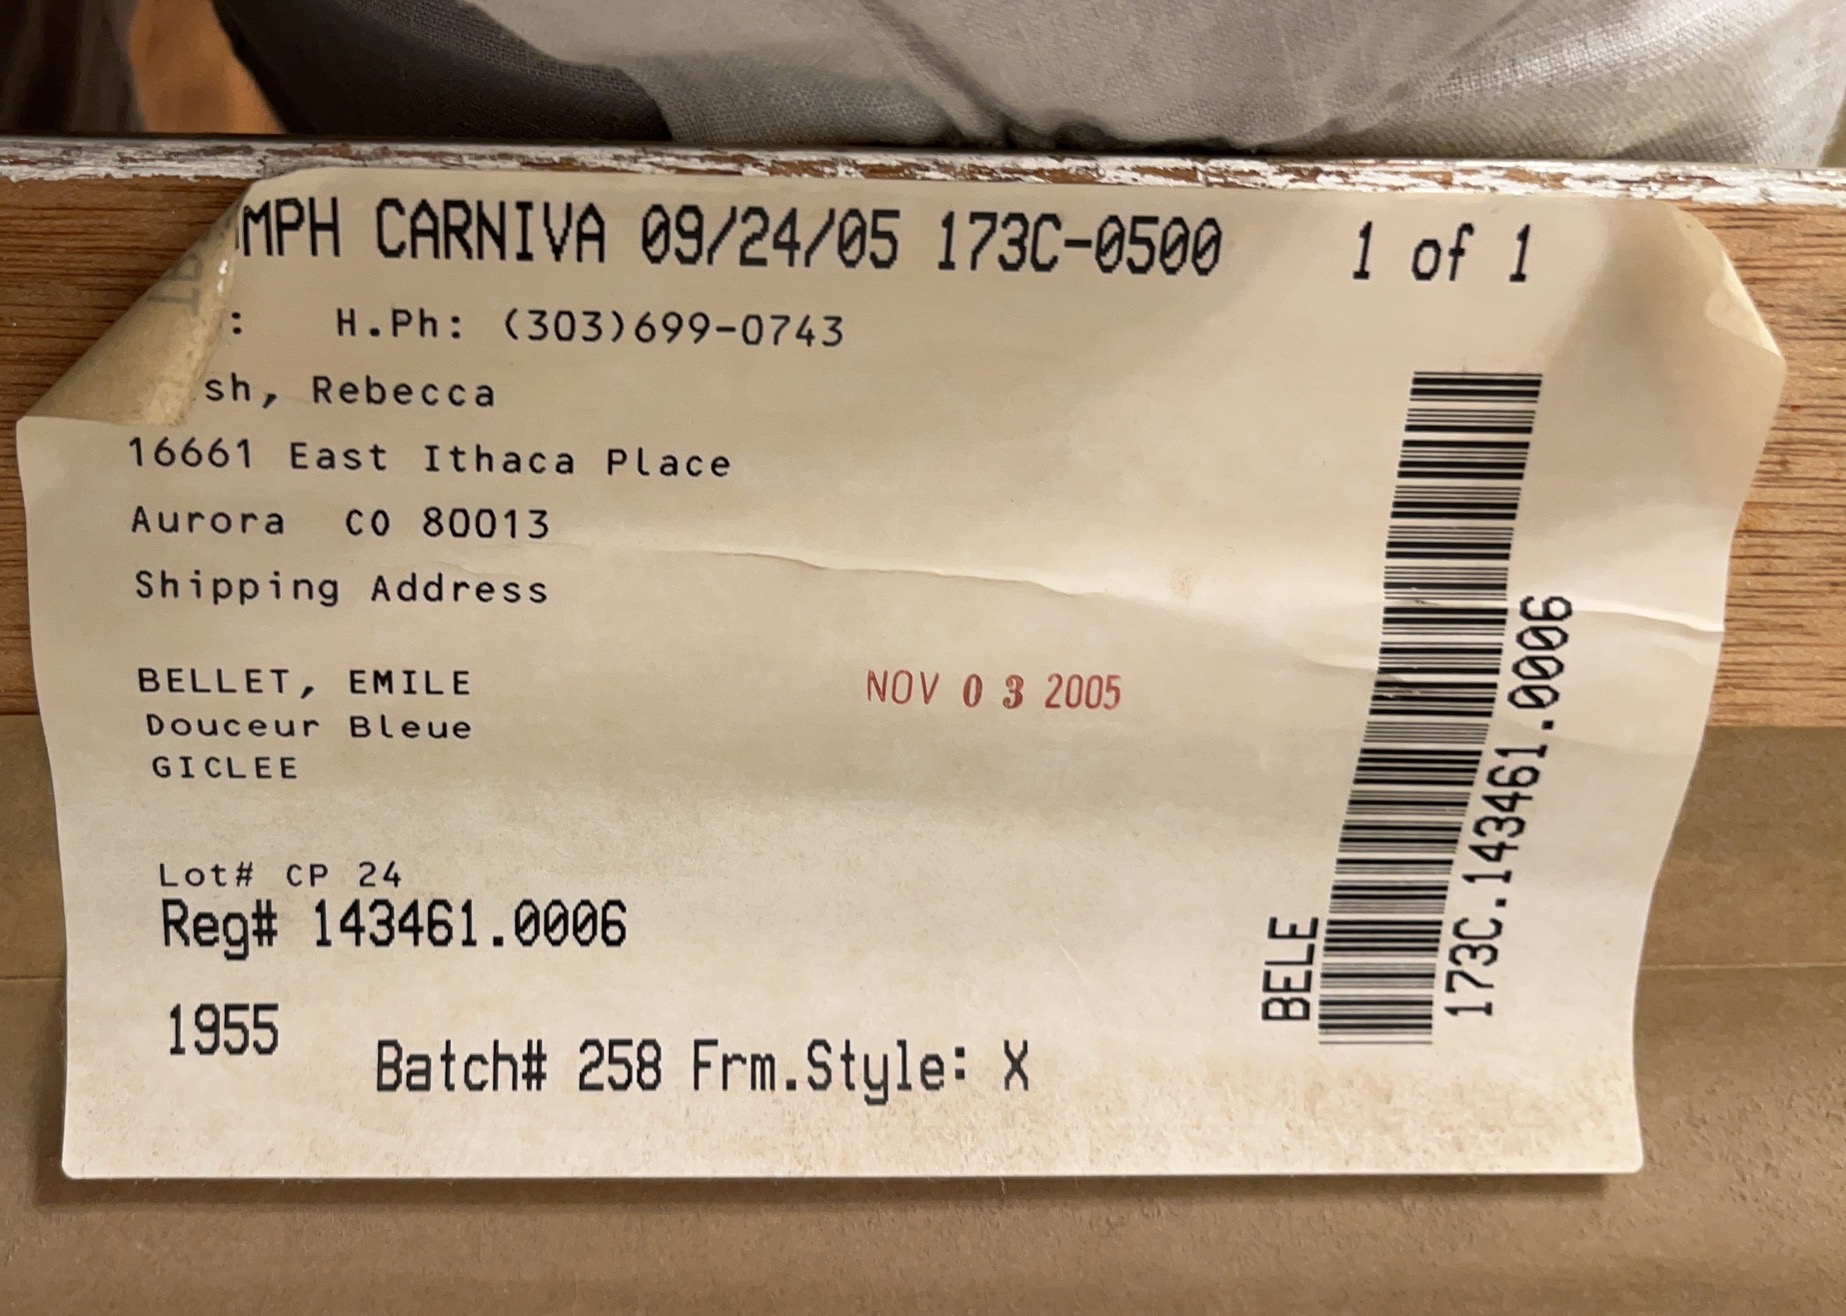 MPH CARNIVA 09/24/05 173C-0500 1 of 1
: H.Ph: (303)699-0743
sh, Rebecca
16661 East Ithaca Place
Aurora CO 80013
Shipping Address
BELLET, EMILE
NOV 03 2005
Douceur Bleue
GICLEE
Lot# CP 24
Reg# 143461.0006
1955
Batch# 258 Frm.Style: X
BELE
173C.143461.0006